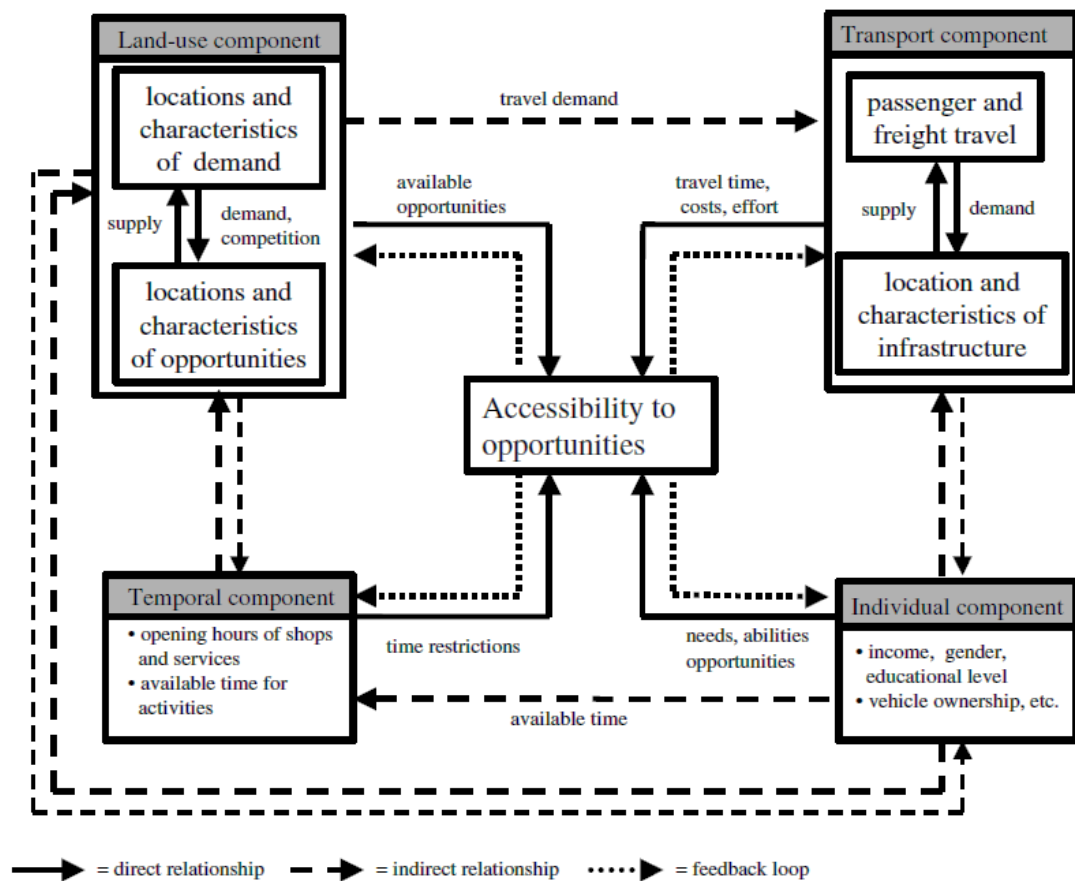 Land-use component
locations and
characteristics
of demand
supply
demand,
competition
locations and
characteristics
of opportunities
travel demand
available
opportunities
travel time,
costs, effort
Transport component
passenger and
freight travel
supply
demand
location and
characteristics of
infrastructure
Accessibility to
opportunities
Temporal component
• opening hours of shops
and services
• available time for
activities
time restrictions
needs, abilities
opportunities
available time
Individual component
• income, gender,
educational level
• vehicle ownership, etc.
= direct relationship
= indirect relationship
= feedback loop